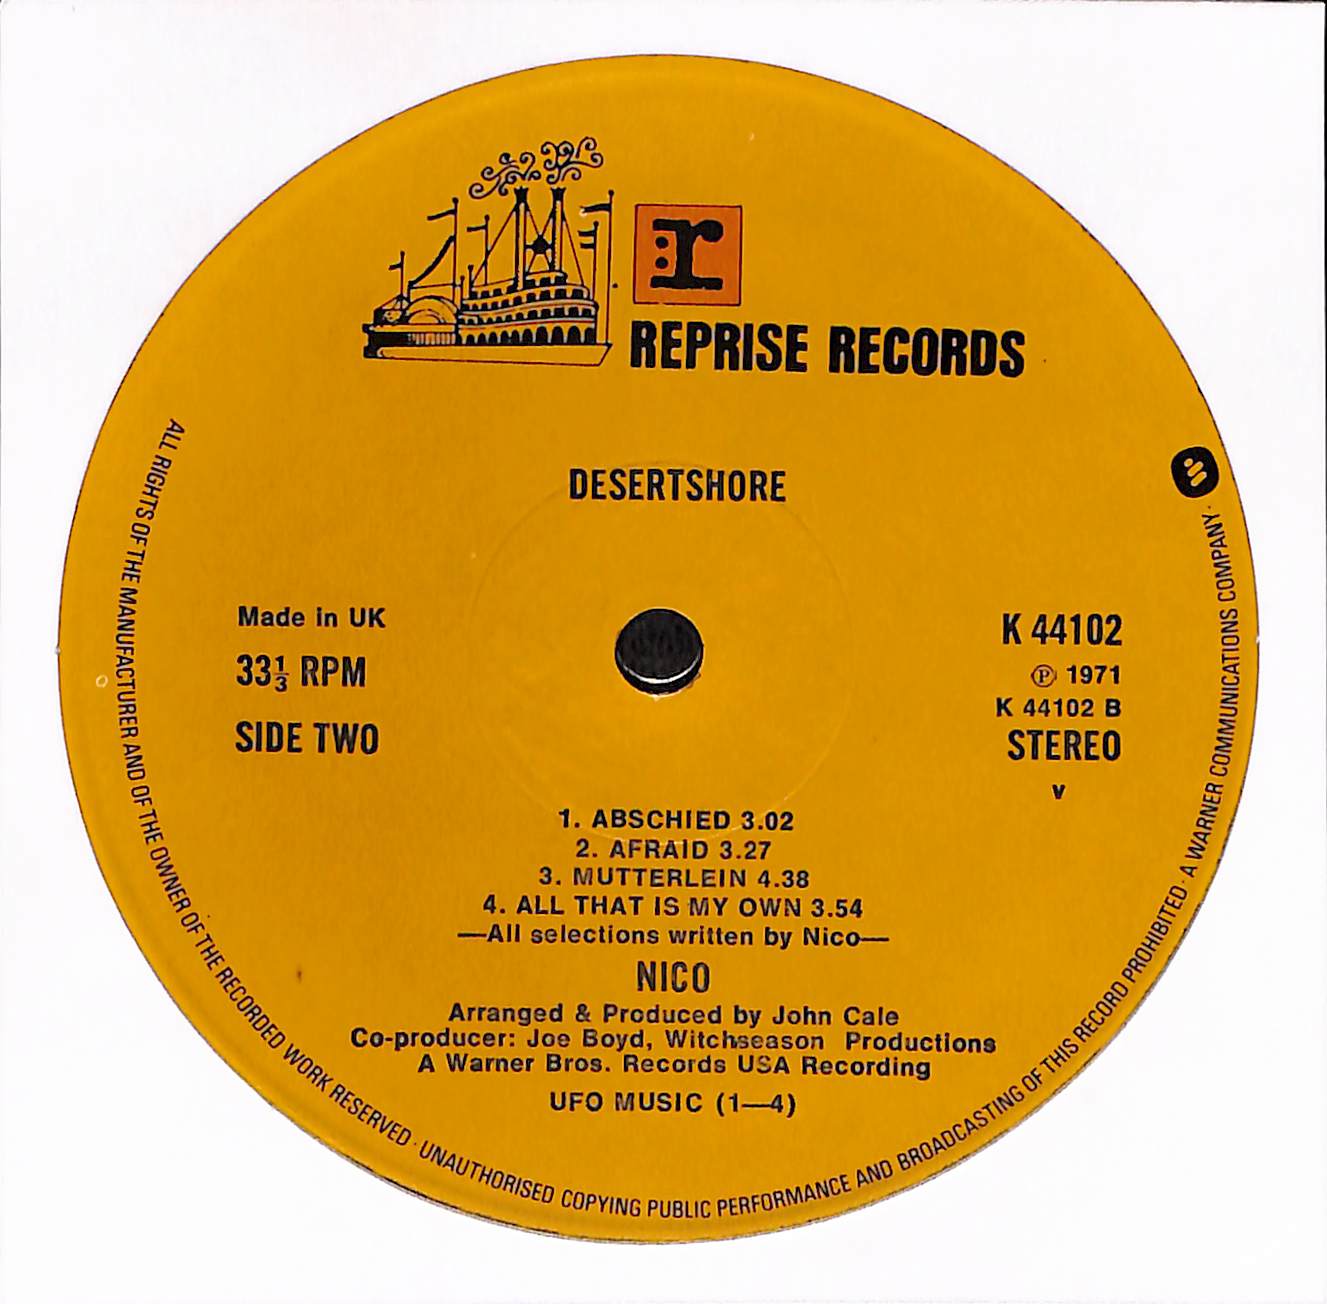 r
REPRISE RECORDS
DESERTSHORE
Made in UK
33⅓ RPM
SIDE TWO
K 44102
℗ 1971
K 44102 B
STEREO
v
1. ABSCHIED 3.02
2. AFRAID 3.27
3. MUTTERLEIN 4.38
4. ALL THAT IS MY OWN 3.54
—All selections written by Nico—
NICO
Arranged & Produced by John Cale
Co-producer: Joe Boyd, Witchseason Productions
A Warner Bros. Records USA Recording
UFO MUSIC (1—4)
ALL RIGHTS OF THE MANUFACTURER AND OF THE OWNER OF THE RECORDED WORK RESERVED · UNAUTHORISED COPYING PUBLIC PERFORMANCE AND BROADCASTING OF THIS RECORD PROHIBITED · A WARNER COMMUNICATIONS COMPANY ·